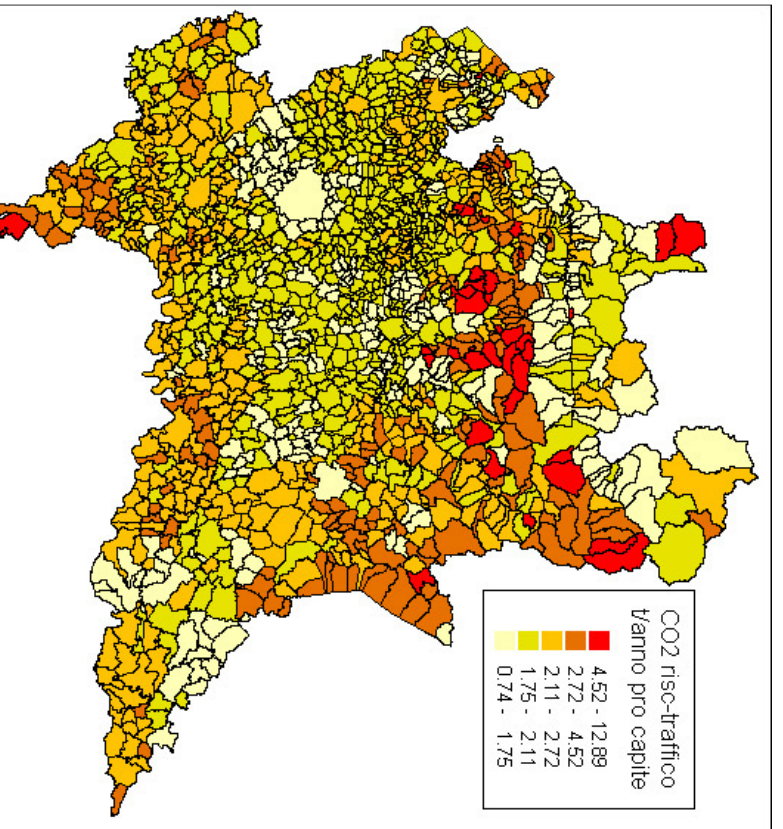 CO2 risc-traffico
t/anno pro capite
4.52 - 12.89
2.72 - 4.52
2.11 - 2.72
1.75 - 2.11
0.74 - 1.75